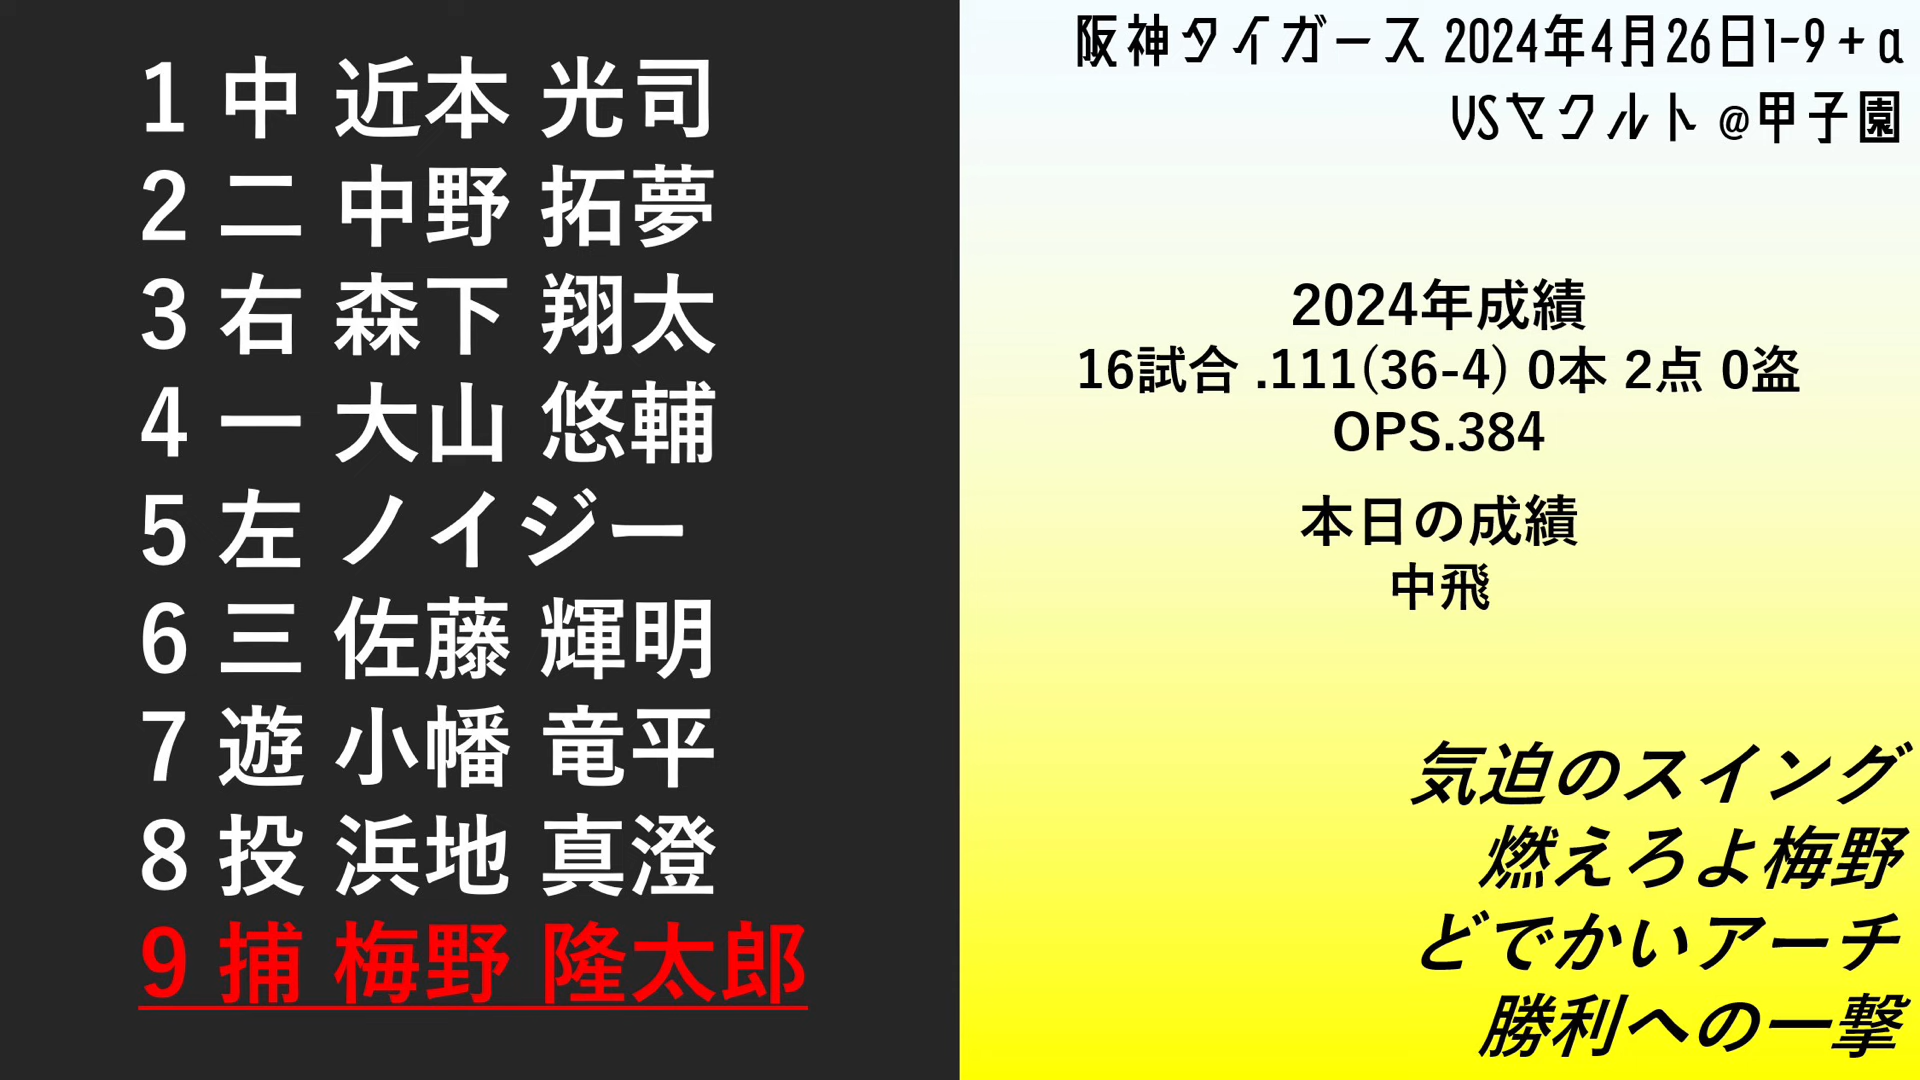 1 中 近本 光司
2 二 中野 拓夢
3 右 森下 翔太
4 一 大山 悠輔
5 左 ノイジー
6 三 佐藤 輝明
7 遊 小幡 竜平
8 投 浜地 真澄
9 捕 梅野 隆太郎
阪神タイガース 2024年4月26日1-9+α
VSヤクルト @甲子園
2024年成績
16試合 .111(36-4) 0本 2点 0盗
OPS.384
本日の成績
中飛
気迫のスイング
燃えろよ梅野
どでかいアーチ
勝利への一撃